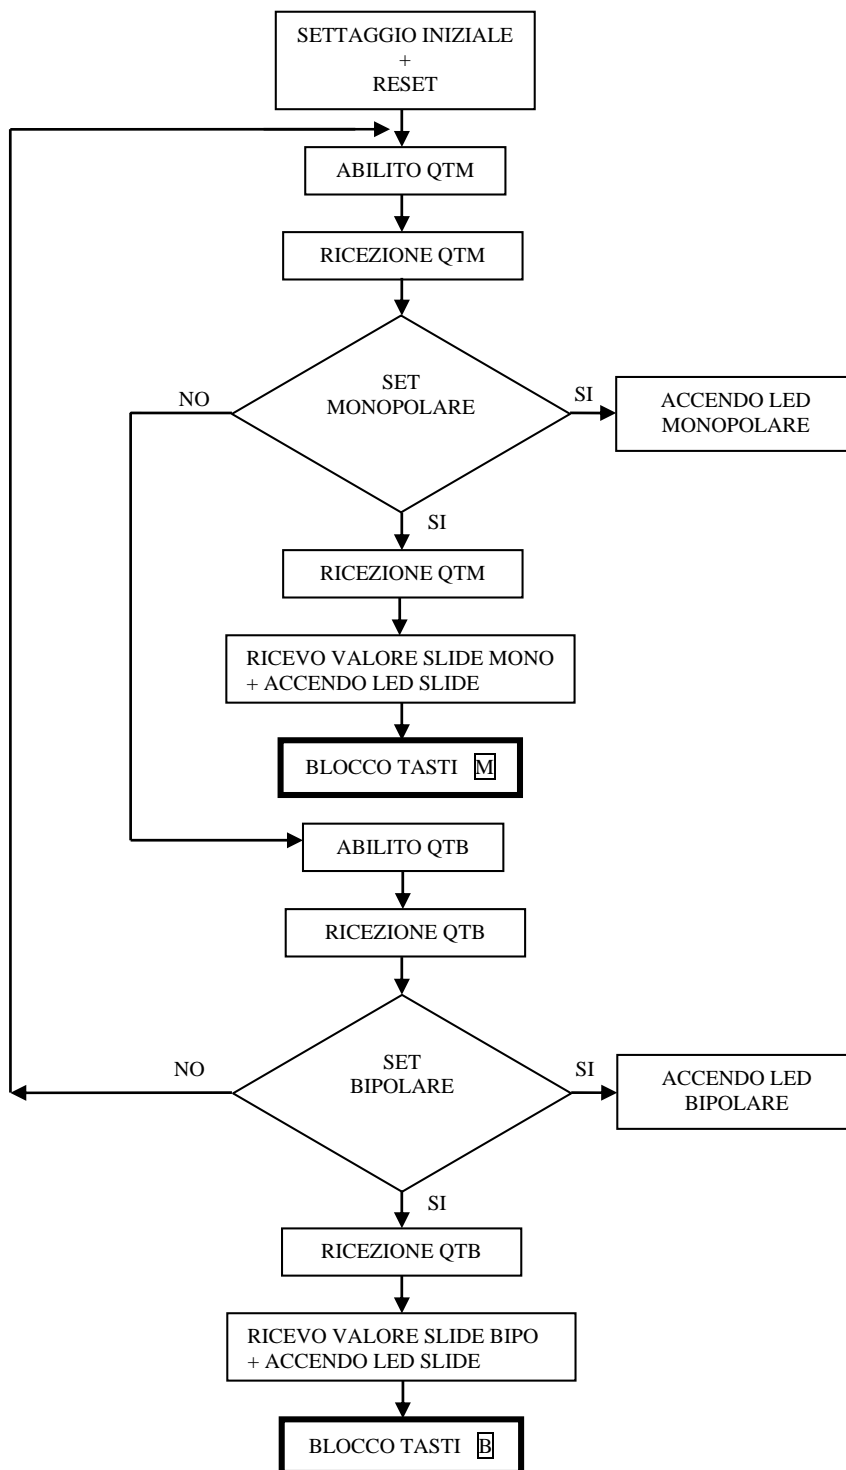 SETTAGGIO INIZIALE
+
RESET
ABILITO QTM
RICEZIONE QTM
SET
MONOPOLARE
NO
SI
ACCENDO LED
MONOPOLARE
SI
RICEZIONE QTM
RICEVO VALORE SLIDE MONO
+ ACCENDO LED SLIDE
BLOCCO TASTI M
ABILITO QTB
RICEZIONE QTB
SET
BIPOLARE
NO
SI
ACCENDO LED
BIPOLARE
SI
RICEZIONE QTB
RICEVO VALORE SLIDE BIPO
+ ACCENDO LED SLIDE
BLOCCO TASTI B